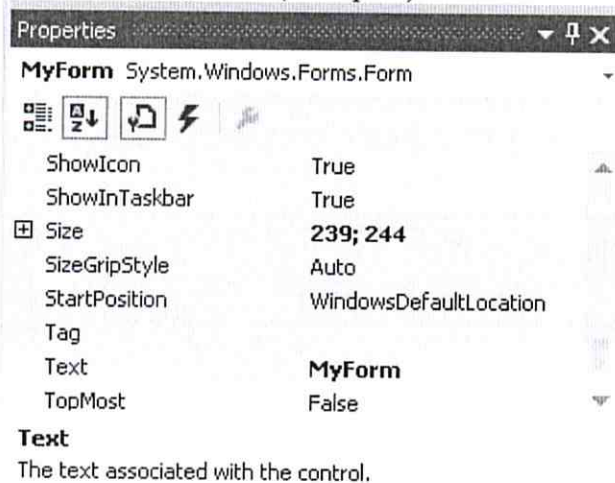 Properties
MyForm System.Windows.Forms.Form
ShowIcon True
ShowInTaskbar True
Size 239; 244
SizeGripStyle Auto
StartPosition WindowsDefaultLocation
Tag
Text MyForm
TopMost False
Text
The text associated with the control.